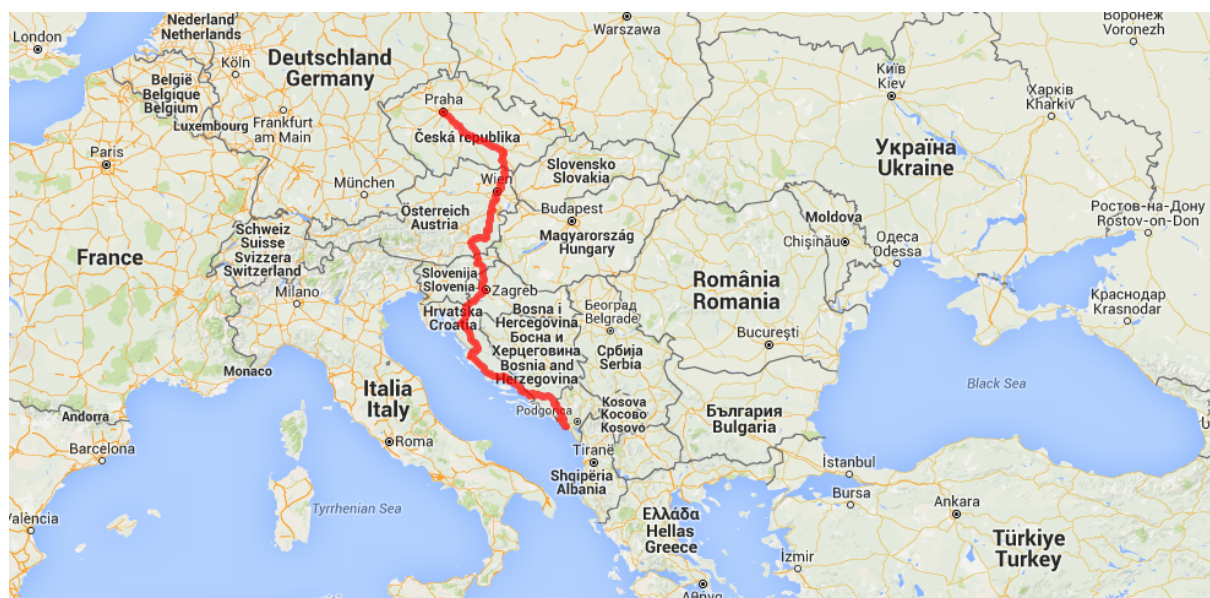 Nederland
Netherlands
London
Deutschland
Germany
Warszawa
Воронеж
Voronezh
Köln
België
Belgique
Belgium
Київ
Kiev
Харків
Kharkiv
Praha
Luxembourg
Frankfurt
am Main
Česká republika
Paris
Україна
Ukraine
Slovensko
Slovakia
München
Wien
Österreich
Austria
Budapest
Magyarország
Hungary
Moldova
Chișinău
Одеса
Odessa
Ростов-на-Дону
Rostov-on-Don
Schweiz
Suisse
Svizzera
Switzerland
France
Slovenija
Slovenia
Zagreb
România
Romania
Milano
Hrvatska
Croatia
Bosna i
Hercegovina
Босна и
Херцеговина
Bosnia and
Herzegovina
Београд
Belgrade
Краснодар
Krasnodar
București
Србија
Serbia
Monaco
Italia
Italy
Black Sea
Andorra
Podgorica
Kosova
Косово
Kosovo
България
Bulgaria
Barcelona
Roma
Tiranë
Shqipëria
Albania
İstanbul
Bursa
Ankara
València
Tyrrhenian Sea
Ελλάδα
Hellas
Greece
Türkiye
Turkey
İzmir